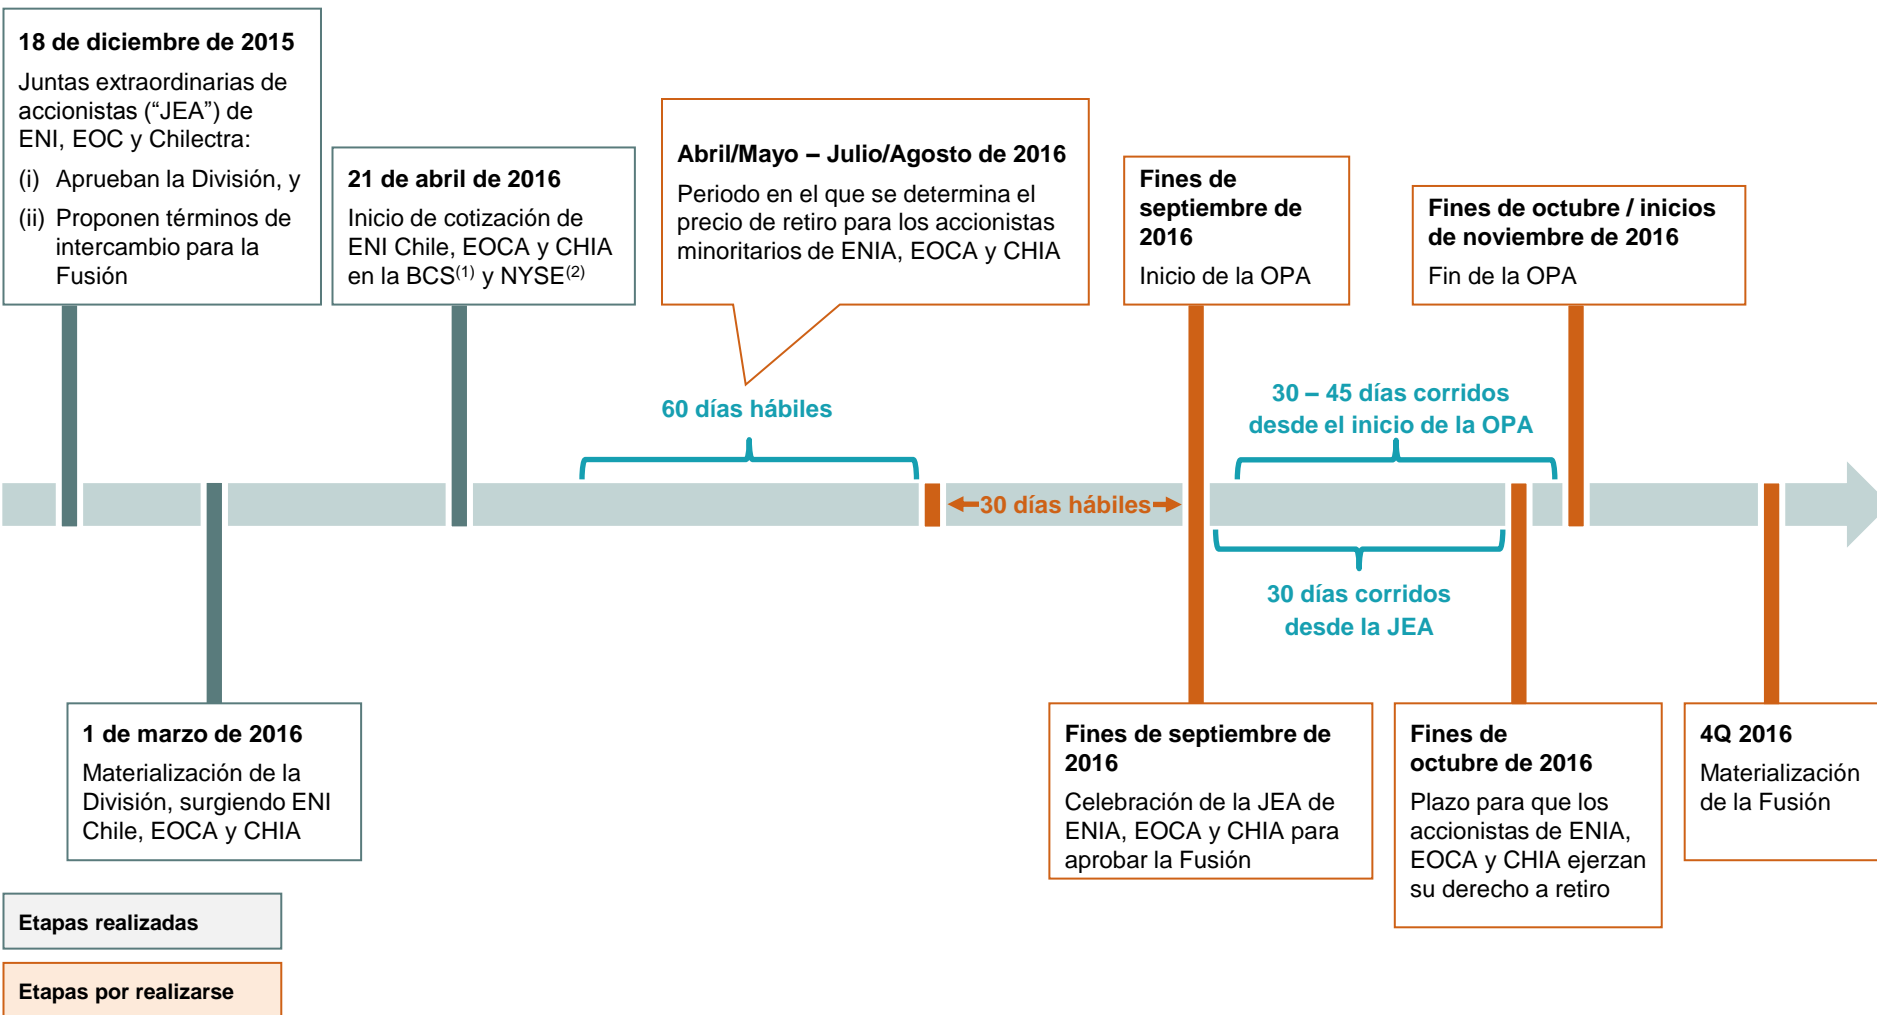 18 de diciembre de 2015
Juntas extraordinarias de
accionistas (“JEA”) de
ENI, EOC y Chilectra:
(i) Aprueban la División, y
(ii) Proponen términos de
intercambio para la
Fusión
21 de abril de 2016
Inicio de cotización de
ENI Chile, EOCA y CHIA
en la BCS(1) y NYSE(2)
Abril/Mayo – Julio/Agosto de 2016
Periodo en el que se determina el
precio de retiro para los accionistas
minoritarios de ENIA, EOCA y CHIA
Fines de
septiembre de
2016
Inicio de la OPA
Fines de octubre / inicios
de noviembre de 2016
Fin de la OPA
60 días hábiles
30 – 45 días corridos
desde el inicio de la OPA
30 días hábiles
30 días corridos
desde la JEA
1 de marzo de 2016
Materialización de la
División, surgiendo ENI
Chile, EOCA y CHIA
Fines de septiembre de
2016
Celebración de la JEA de
ENIA, EOCA y CHIA para
aprobar la Fusión
Fines de
octubre de 2016
Plazo para que los
accionistas de ENIA,
EOCA y CHIA ejerzan
su derecho a retiro
4Q 2016
Materialización
de la Fusión
Etapas realizadas
Etapas por realizarse